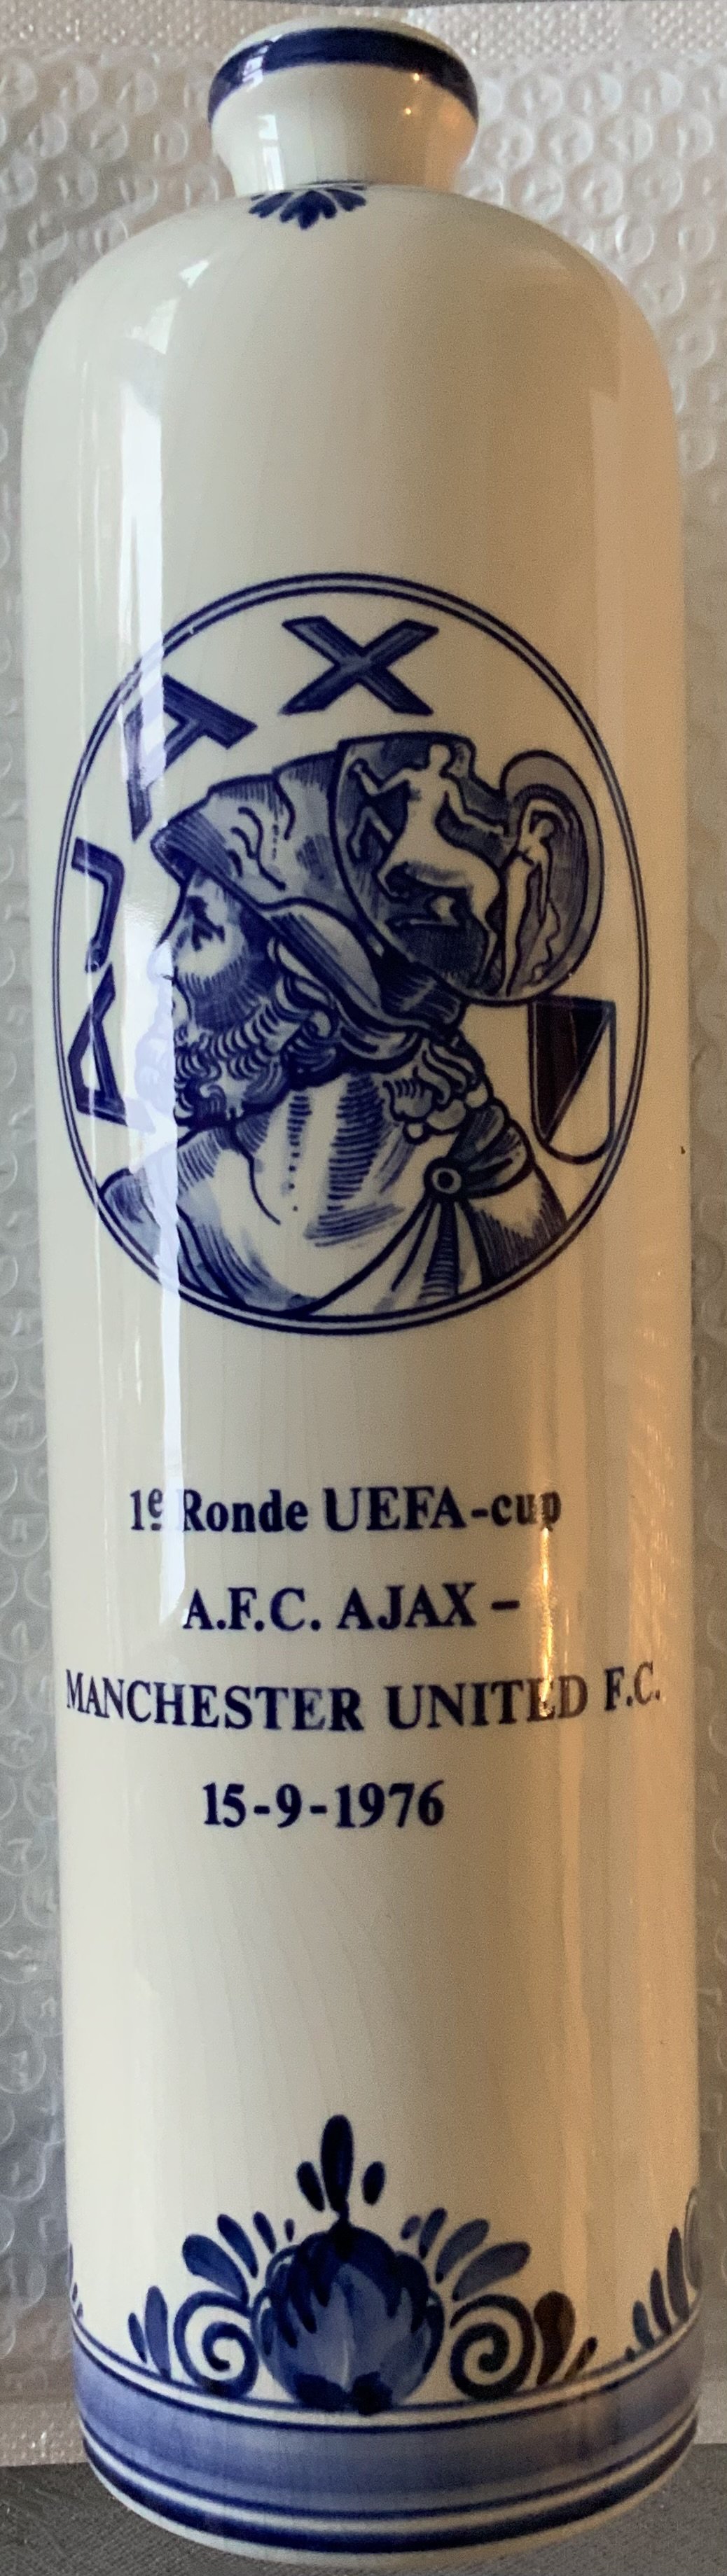 AJAX
1e Ronde UEFA-cup
A.F.C. AJAX –
MANCHESTER UNITED F.C.
15-9-1976